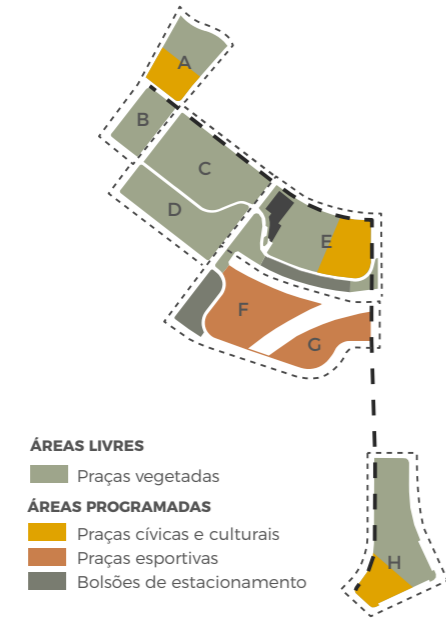 A
B
C
D
E
F
G
H
ÁREAS LIVRES
Praças vegetadas
ÁREAS PROGRAMADAS
Praças cívicas e culturais
Praças esportivas
Bolsões de estacionamento